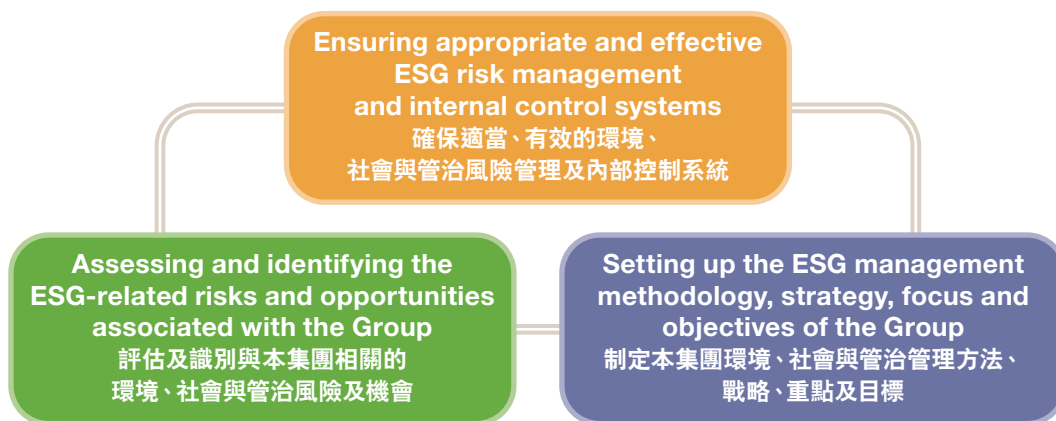 Ensuring appropriate and effective
ESG risk management
and internal control systems
確保適當、有效的環境、
社會與管治風險管理及內部控制系統
Assessing and identifying the
ESG-related risks and opportunities
associated with the Group
評估及識別與本集團相關的
環境、社會與管治風險及機會
Setting up the ESG management
methodology, strategy, focus and
objectives of the Group
制定本集團環境、社會與管治管理方法、
戰略、重點及目標